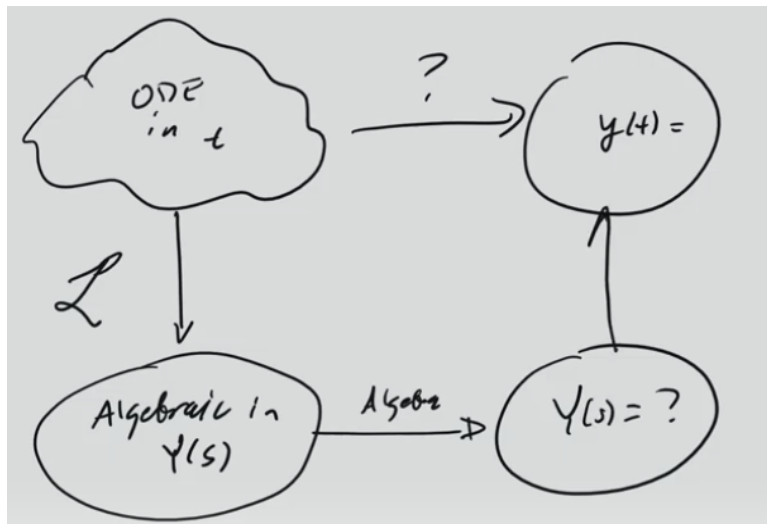 ODE
in t
?
y(t) =
L
Algebraic in
Y(s)
Algebra
Y(s) = ?